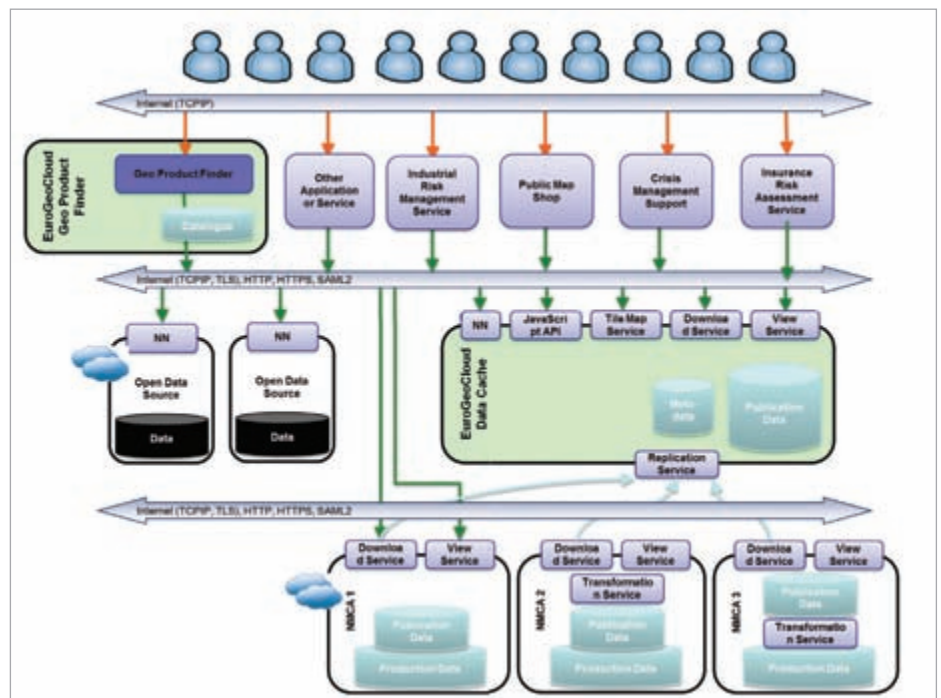 Internet (TCPIP)
EuroGeoCloud
Geo Product
Finder
Geo Product Finder
Catalogue
Other
Application
or Service
Industrial
Risk
Management
Service
Public Map
Shop
Crisis
Management
Support
Insurance
Risk
Assessment
Service
Internet (TCPIP, TLS), HTTP, HTTPS, SAML2
NN
Open Data
Source
Data
NN
Open Data
Source
Data
NN
JavaScri
pt API
Tile Map
Service
Downloa
d Service
View
Service
EuroGeoCloud
Data Cache
Meta
data
Publication
Data
Replication
Service
Internet (TCPIP, TLS), HTTP, HTTPS, SAML2
Downloa
d Service
View
Service
NMCA 1
Publication
Data
Production Data
Downloa
d Service
View
Service
NMCA 2
Transformatio
n Service
Publication
Data
Production Data
Downloa
d Service
View
Service
NMCA 3
Publication
Data
Transformatio
n Service
Production Data